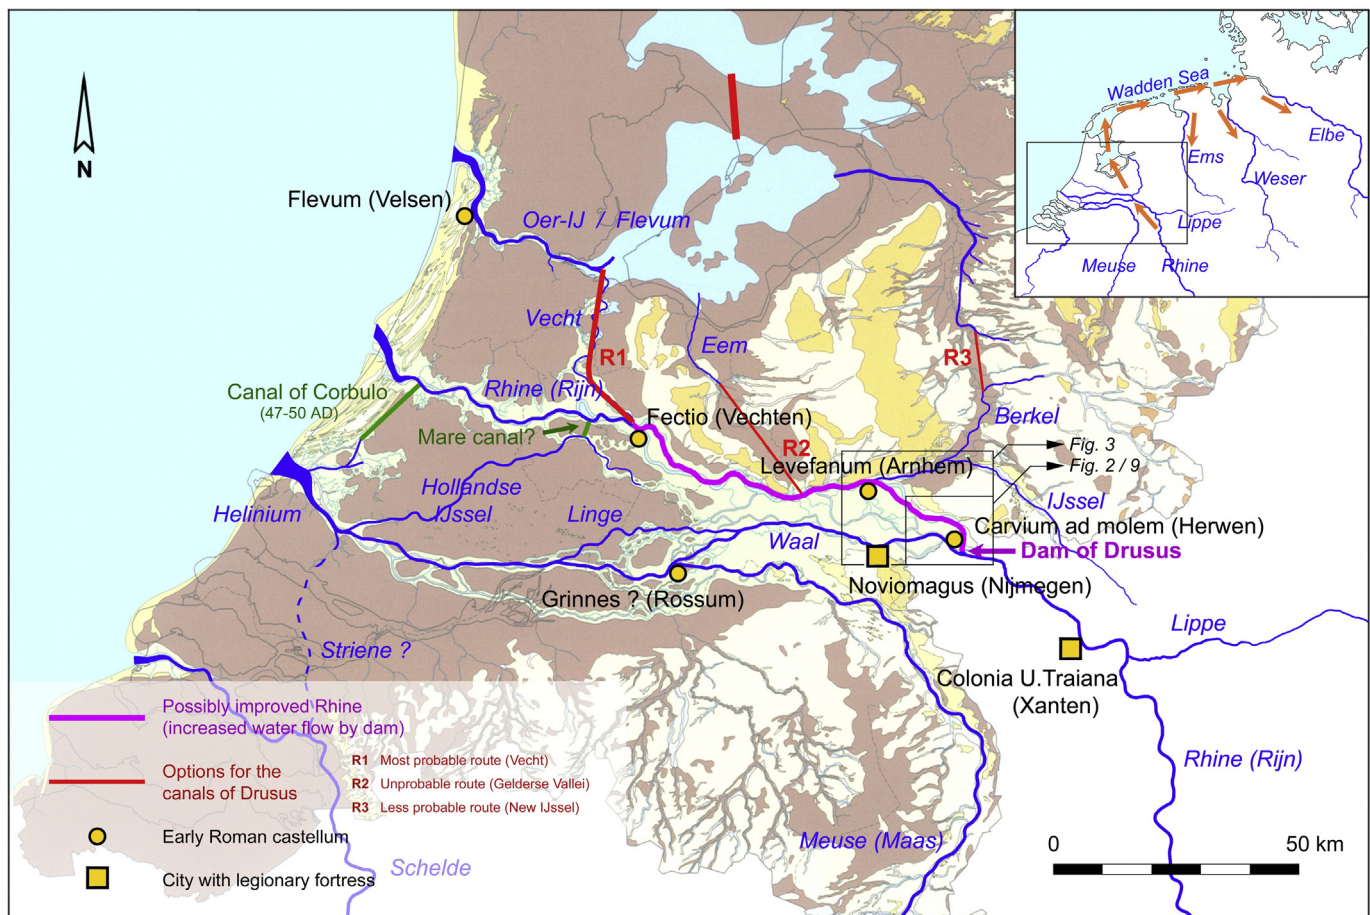 N
Flevum (Velsen)
Oer-IJ / Flevum
Vecht
R1
Eem
R3
Canal of Corbulo
(47-50 AD)
Rhine (Rijn)
Mare canal?
Fectio (Vechten)
R2
Berkel
Levefanum (Arnhem)
Fig. 3
Fig. 2 / 9
IJssel
Helinium
Hollandse
IJssel
Linge
Waal
Carvium ad molem (Herwen)
Dam of Drusus
Noviomagus (Nijmegen)
Grinnes ? (Rossum)
Striene ?
Lippe
Colonia U.Traiana
(Xanten)
Rhine (Rijn)
Meuse (Maas)
Schelde
0
50 km
Possibly improved Rhine
(increased water flow by dam)
Options for the
canals of Drusus
R1 Most probable route (Vecht)
R2 Unprobable route (Gelderse Vallei)
R3 Less probable route (New IJssel)
Early Roman castellum
City with legionary fortress
Wadden Sea
Elbe
Ems
Weser
Lippe
Meuse
Rhine